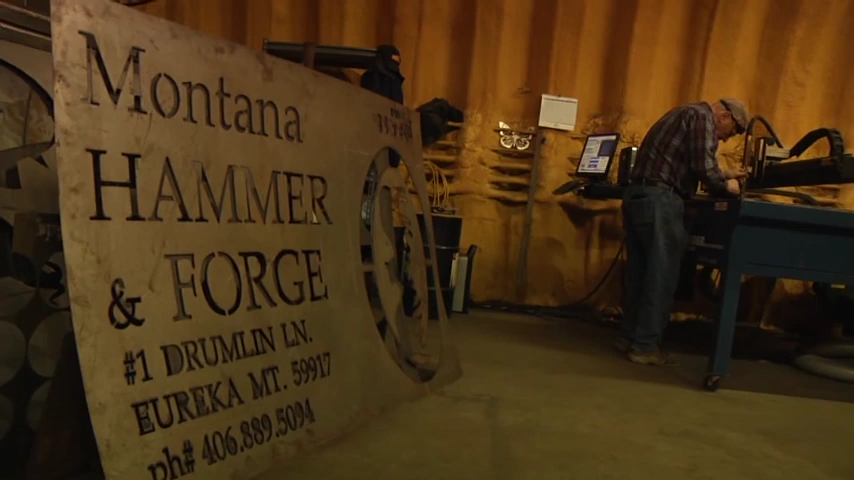 Montana
HAMMER
& FORGE
#1 DRUMLIN LN.
EUREKA MT. 59917
ph# 406.889.5094